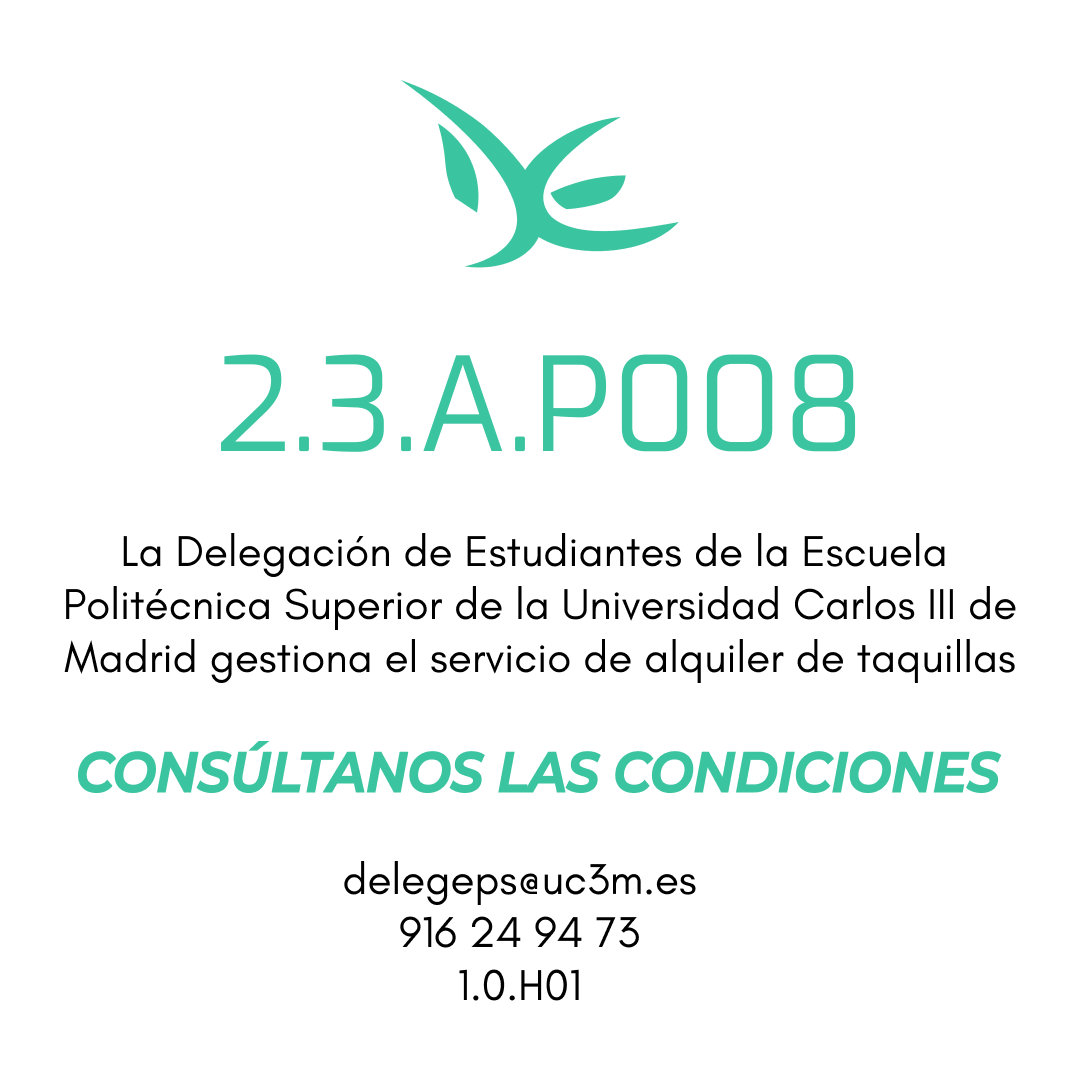 2.3.A.P008
La Delegación de Estudiantes de la Escuela
Politécnica Superior de la Universidad Carlos III de
Madrid gestiona el servicio de alquiler de taquillas
CONSÚLTANOS LAS CONDICIONES
delegeps@uc3m.es
916 24 94 73
1.0.H01